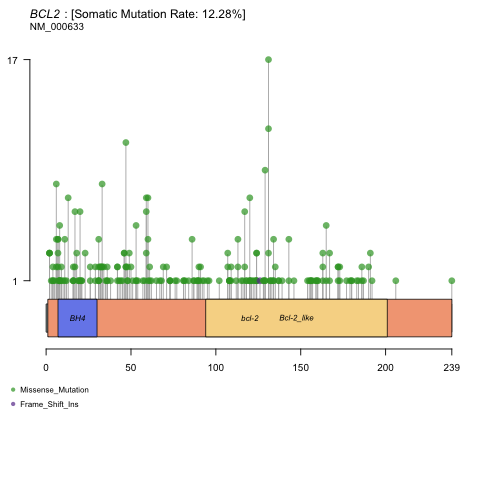 BCL2 : [Somatic Mutation Rate: 12.28%]
NM_000633
17
1
BH4 bcl-2 Bcl-2_like
0 50 100 150 200 239
Missense_Mutation
Frame_Shift_Ins